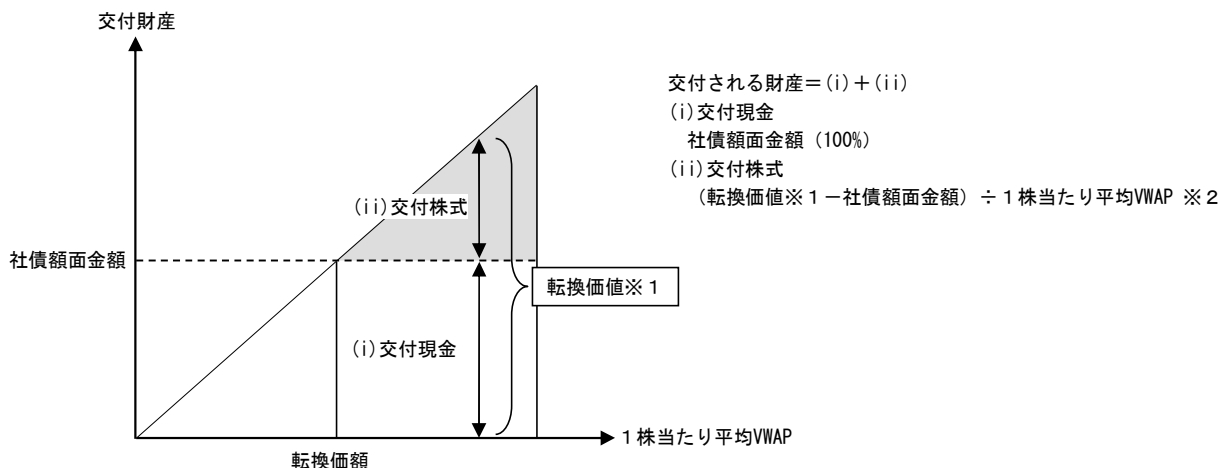 交付財産
交付される財産＝(i)＋(ii)
(i)交付現金
社債額面金額（100%）
(ii)交付株式
（転換価値※１－社債額面金額）÷１株当たり平均VWAP ※２
(ii)交付株式
社債額面金額
転換価値※１
(i)交付現金
１株当たり平均VWAP
転換価額